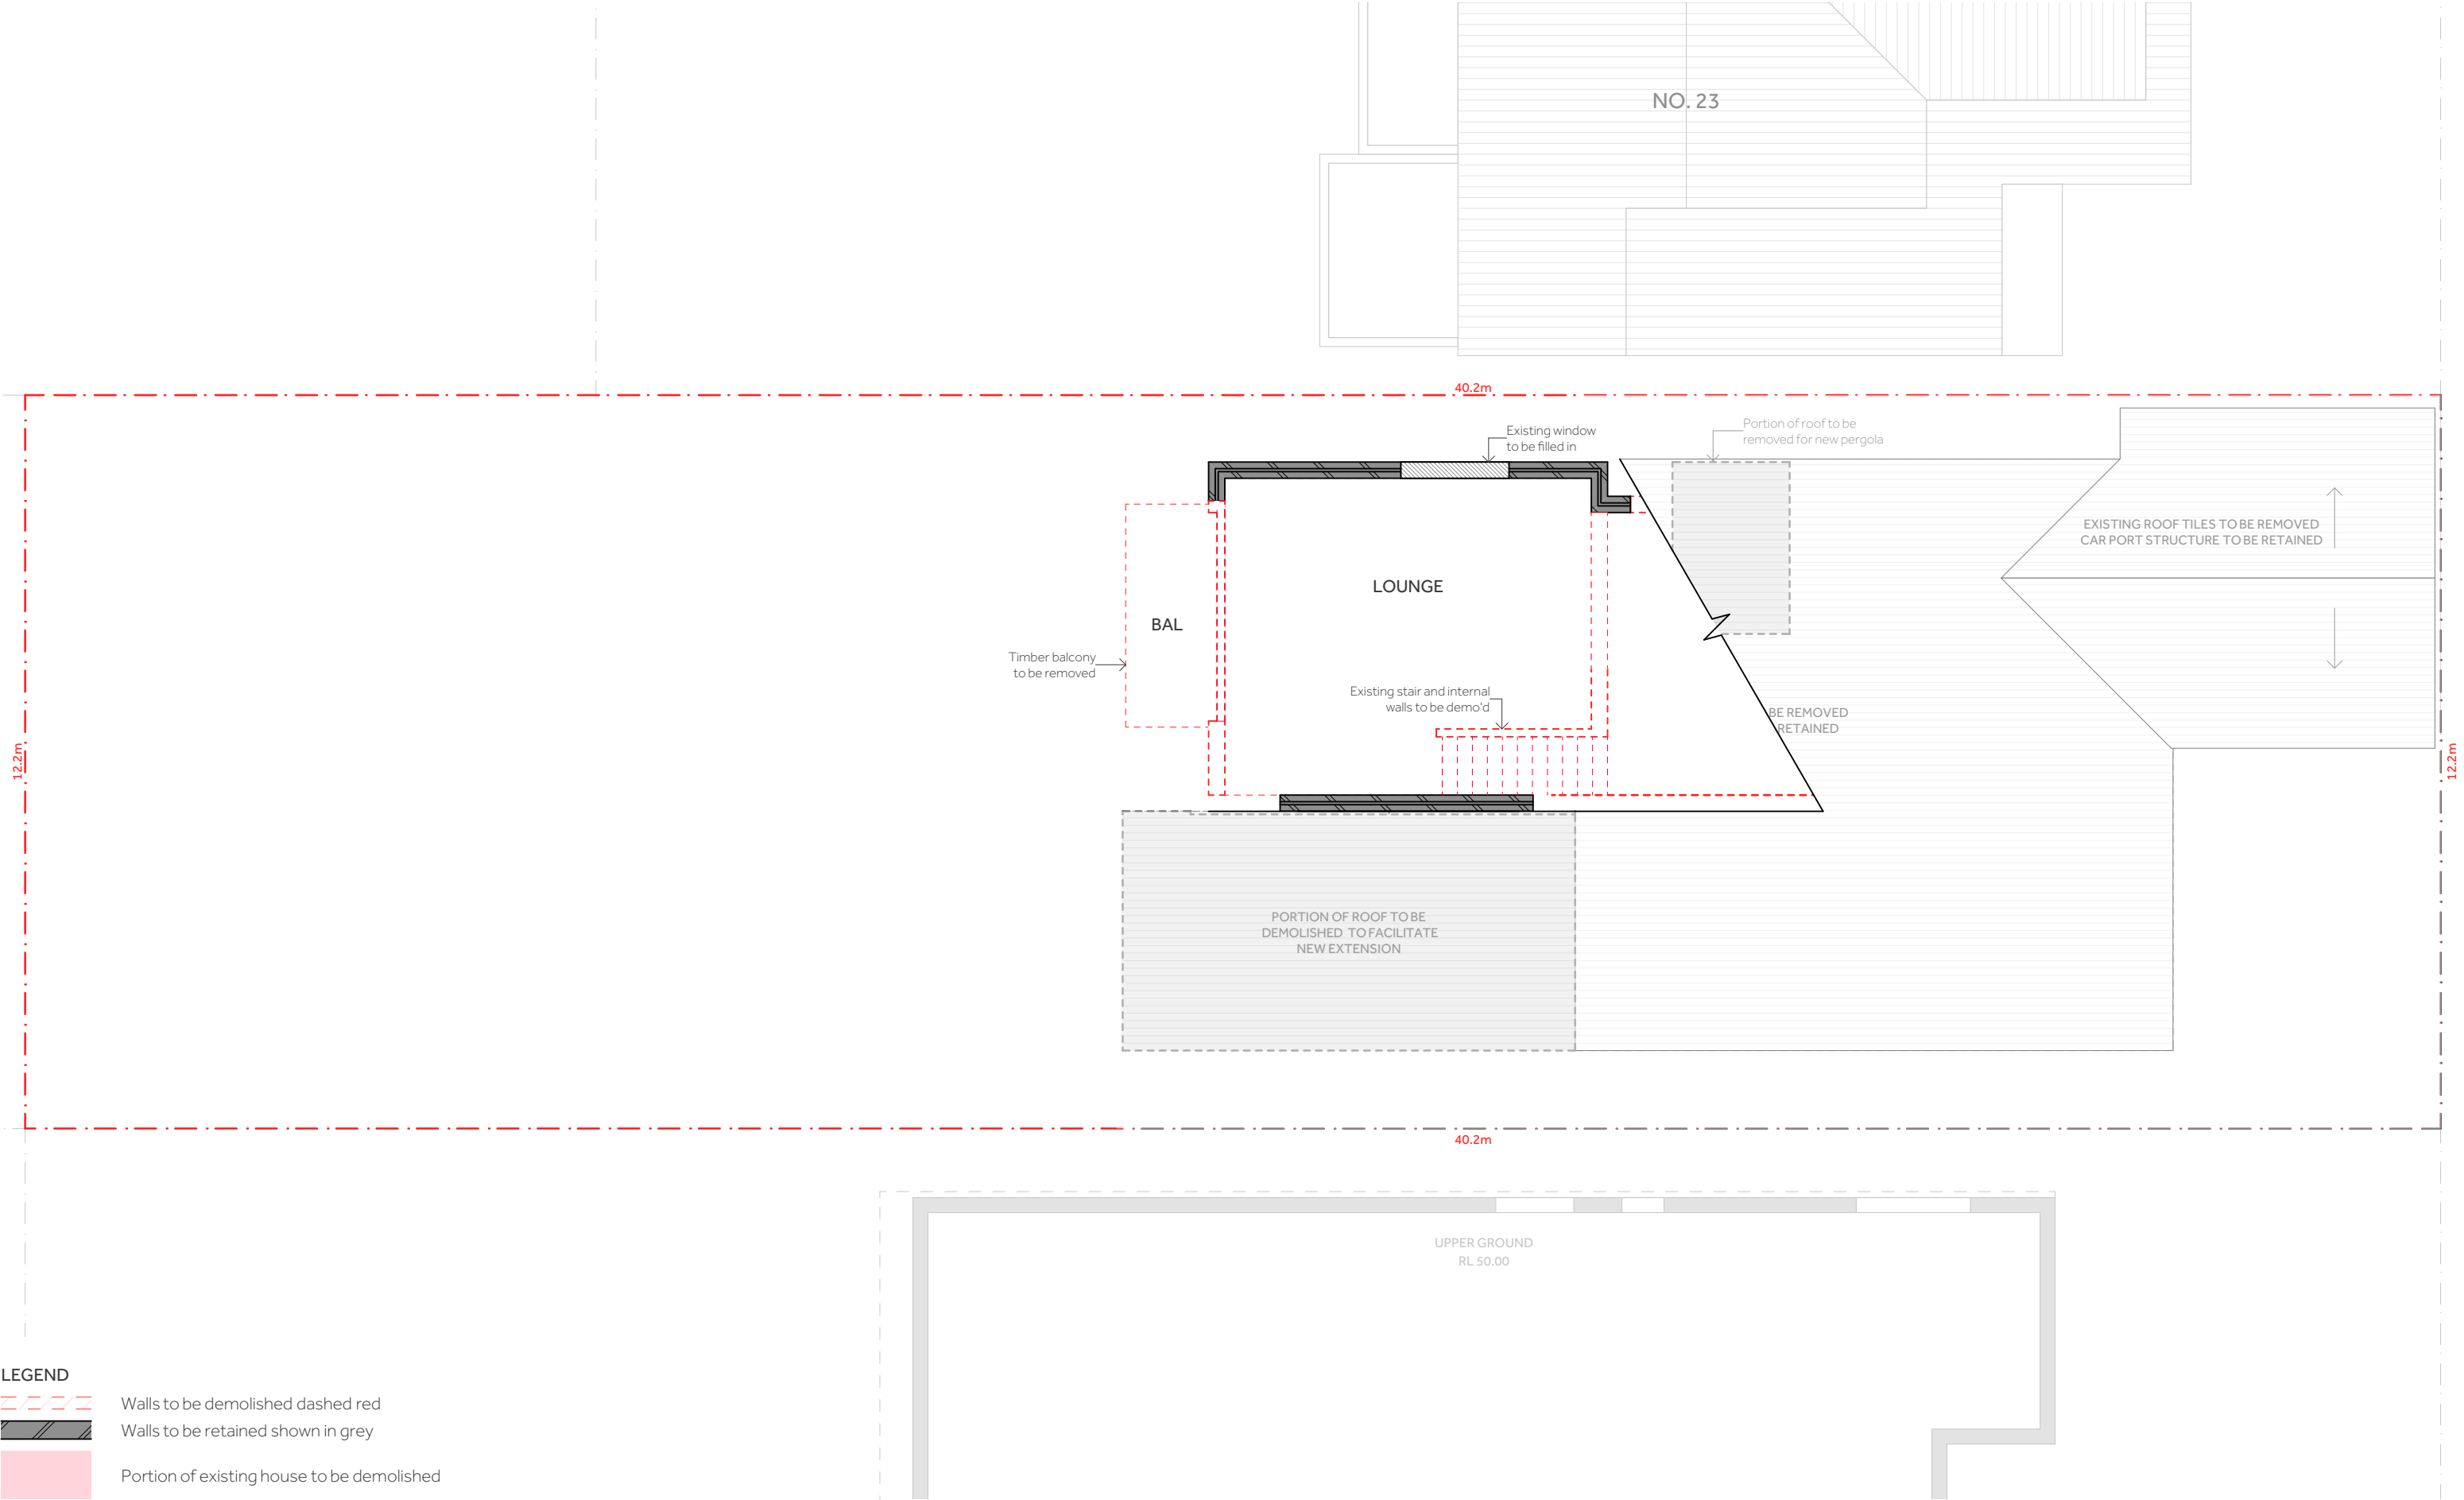 NO. 23
40.2m
Existing window
to be filled in
Portion of roof to be
removed for new pergola
EXISTING ROOF TILES TO BE REMOVED
CAR PORT STRUCTURE TO BE RETAINED
LOUNGE
BAL
Timber balcony
to be removed
Existing stair and internal
walls to be demo'd
BE REMOVED
RETAINED
12.2m
12.2m
PORTION OF ROOF TO BE
DEMOLISHED TO FACILITATE
NEW EXTENSION
40.2m
UPPER GROUND
RL 50.00
LEGEND
Walls to be demolished dashed red
Walls to be retained shown in grey
Portion of existing house to be demolished